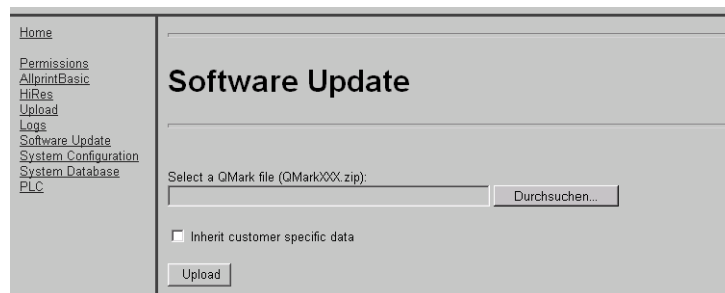 Home
Permissions
AllprintBasic
HiRes
Upload
Logs
Software Update
System Configuration
System Database
PLC
Software Update
Select a QMark file (QMarkXXX.zip):
Durchsuchen...
Inherit customer specific data
Upload